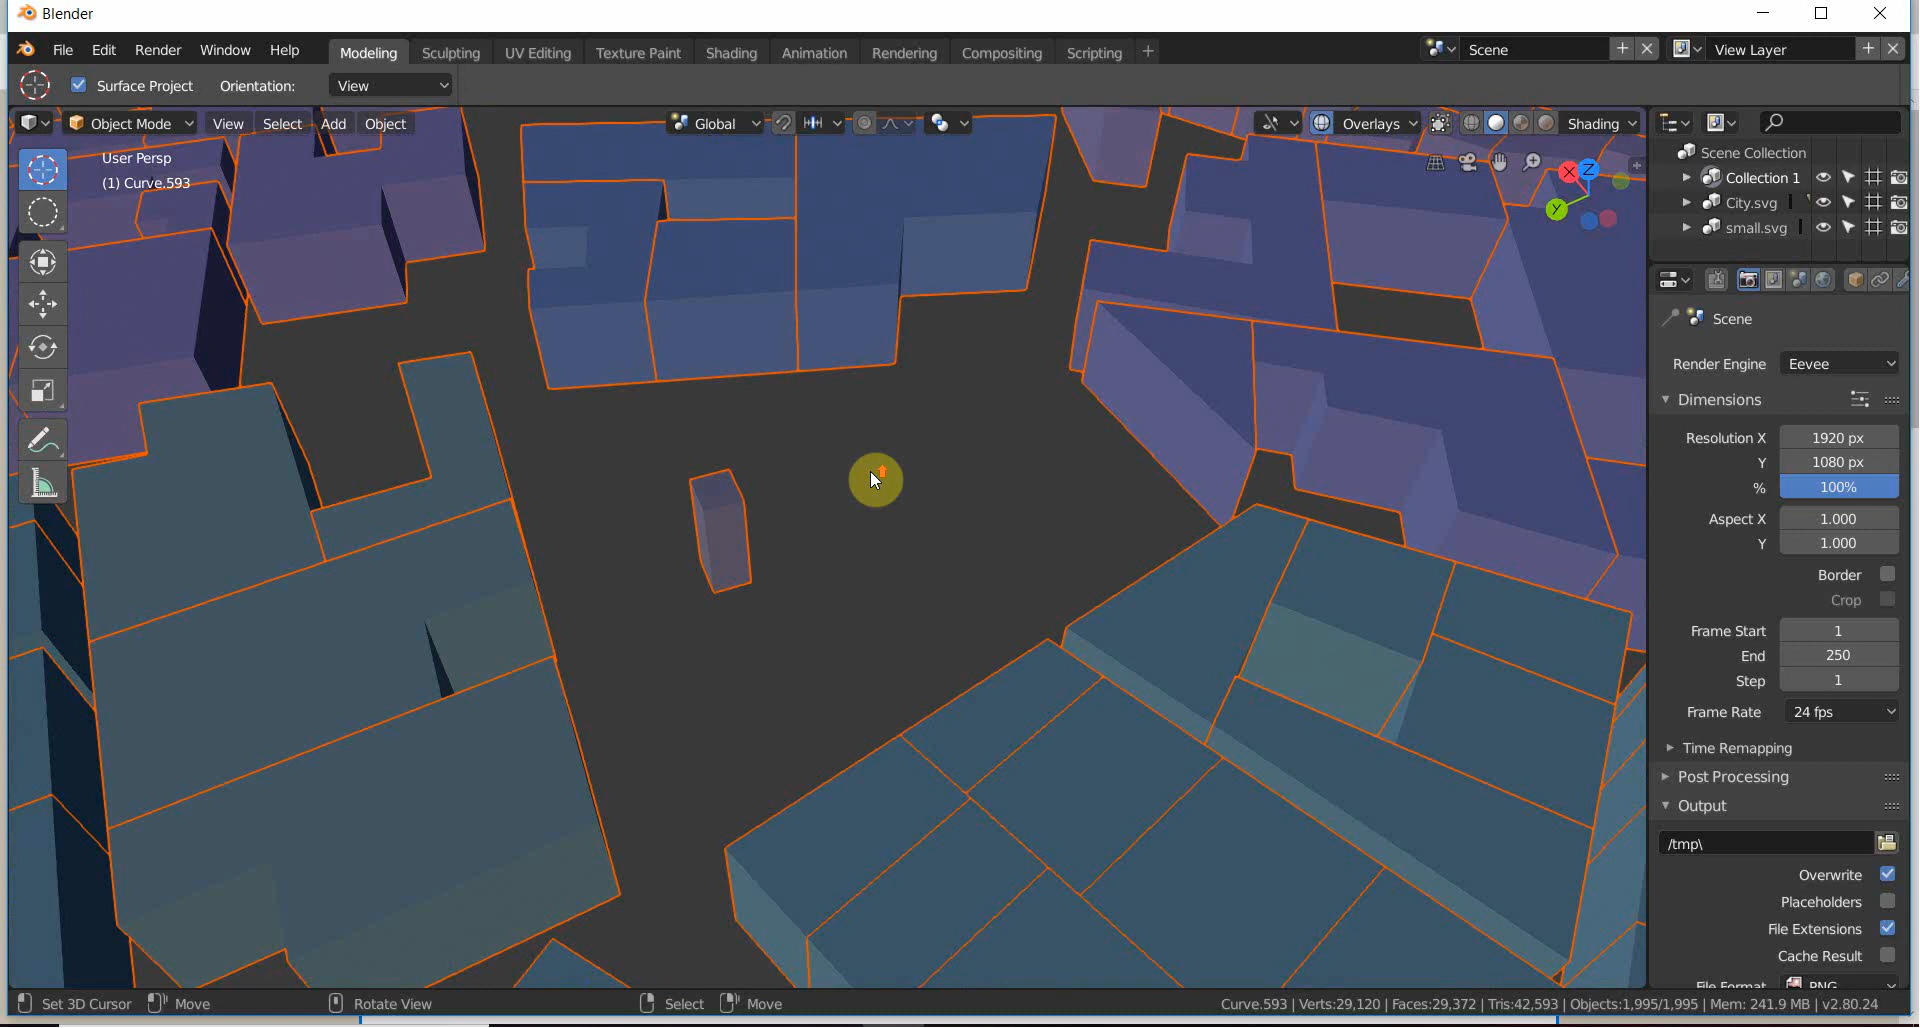 Blender
File Edit Render Window Help Modeling Sculpting UV Editing Texture Paint Shading Animation Rendering Compositing Scripting + Scene View Layer
Surface Project Orientation: View
Object Mode View Select Add Object Global Overlays Shading
User Persp
(1) Curve.593
X Z
Y
Scene Collection
Collection 1
City.svg
small.svg
Scene
Render Engine Eevee
Dimensions
Resolution X 1920 px
Y 1080 px
% 100%
Aspect X 1.000
Y 1.000
Border
Crop
Frame Start 1
End 250
Step 1
Frame Rate 24 fps
Time Remapping
Post Processing
Output
/tmp\
Overwrite
Placeholders
File Extensions
Cache Result
File Format PNG
Set 3D Cursor Move Rotate View Select Move Curve.593 | Verts:29,120 | Faces:29,372 | Tris:42,593 | Objects:1,995/1,995 | Mem: 241.9 MB | v2.80.24